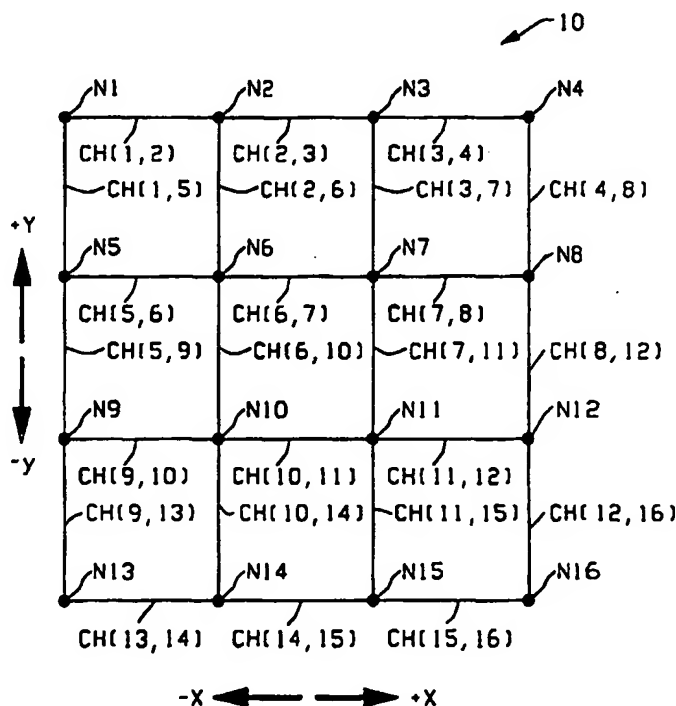 10
N1 N2 N3 N4
CH(1,2) CH(2,3) CH(3,4)
CH(1,5) CH(2,6) CH(3,7) CH(4,8)
+Y
N5 N6 N7 N8
CH(5,6) CH(6,7) CH(7,8)
CH(5,9) CH(6,10) CH(7,11) CH(8,12)
N9 N10 N11 N12
-y
CH(9,10) CH(10,11) CH(11,12)
CH(9,13) CH(10,14) CH(11,15) CH(12,16)
N13 N14 N15 N16
CH(13,14) CH(14,15) CH(15,16)
-X +X